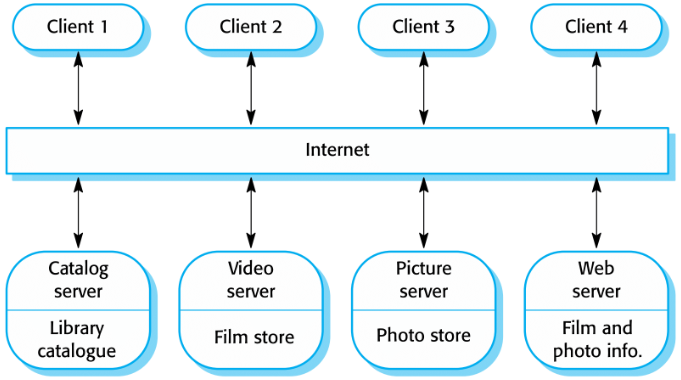 Client 1
Client 2
Client 3
Client 4
Internet
Catalog
server
Library
catalogue
Video
server
Film store
Picture
server
Photo store
Web
server
Film and
photo info.